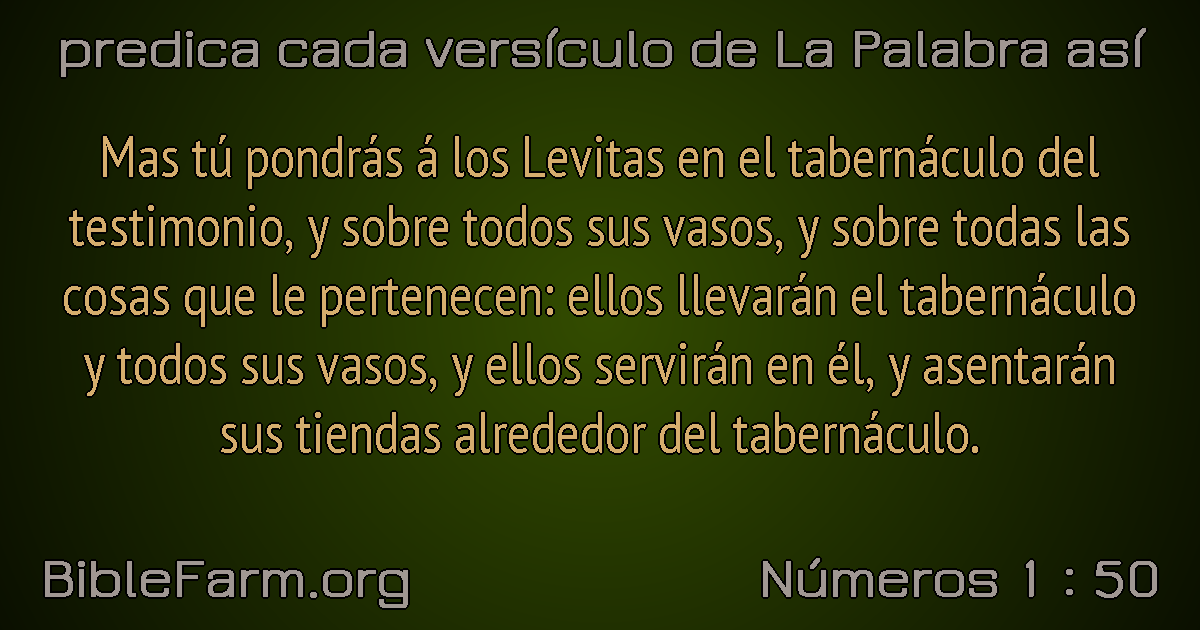 predica cada versículo de La Palabra así
Mas tú pondrás á los Levitas en el tabernáculo del
testimonio, y sobre todos sus vasos, y sobre todas las
cosas que le pertenecen: ellos llevarán el tabernáculo
y todos sus vasos, y ellos servirán en él, y asentarán
sus tiendas alrededor del tabernáculo.
BibleFarm.org
Números 1 : 50